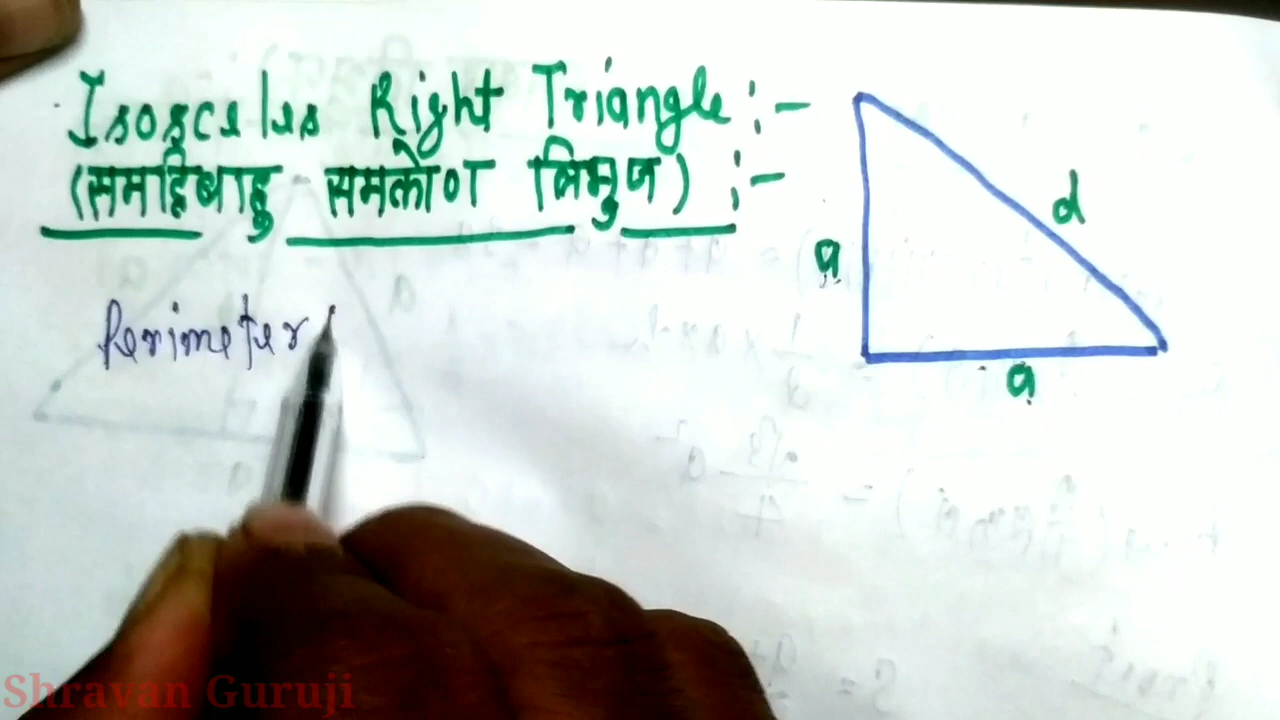 Isosceles Right Triangle :-
(समद्विबाहु समकोण त्रिभुज) :-
d
a
a
Perimeter
Shravan Guruji